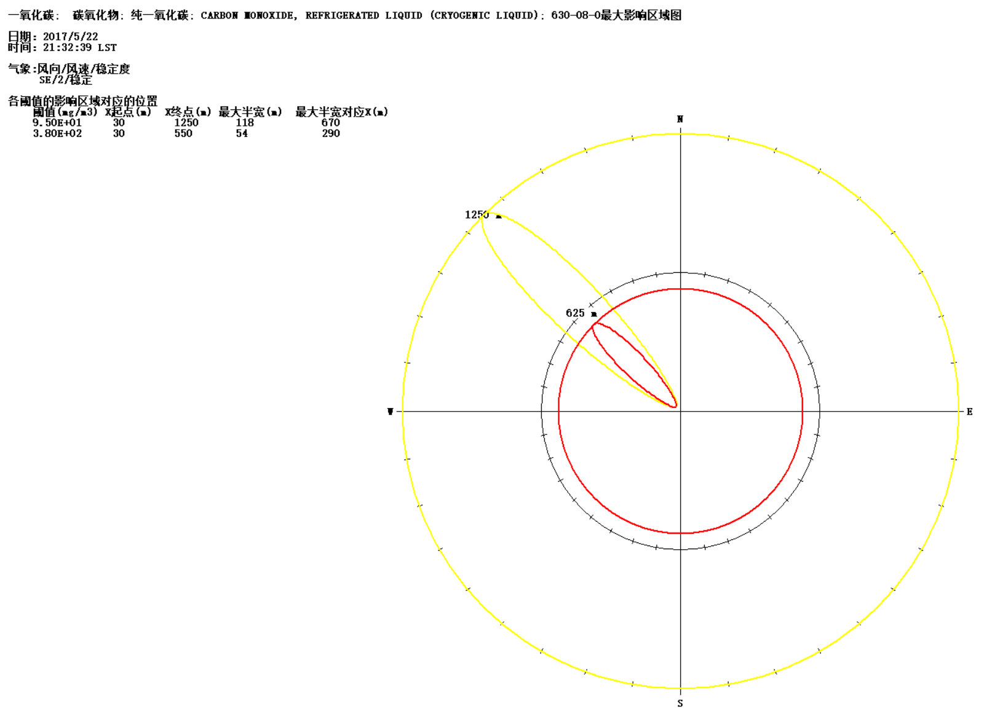 一氧化碳:  碳氧化物: 纯一氧化碳: CARBON MONOXIDE, REFRIGERATED LIQUID (CRYOGENIC LIQUID): 630-08-0最大影响区域图
日期: 2017/5/22
时间: 21:32:39 LST
气象:风向/风速/稳定度
SE/2/稳定
各阈值的影响区域对应的位置
阈值(mg/m3) X起点(m)  X终点(m) 最大半宽(m)  最大半宽对应X(m)
9.50E+01 30 1250 118 670
3.80E+02 30 550 54 290
N
1250 m
625 m
W
E
S